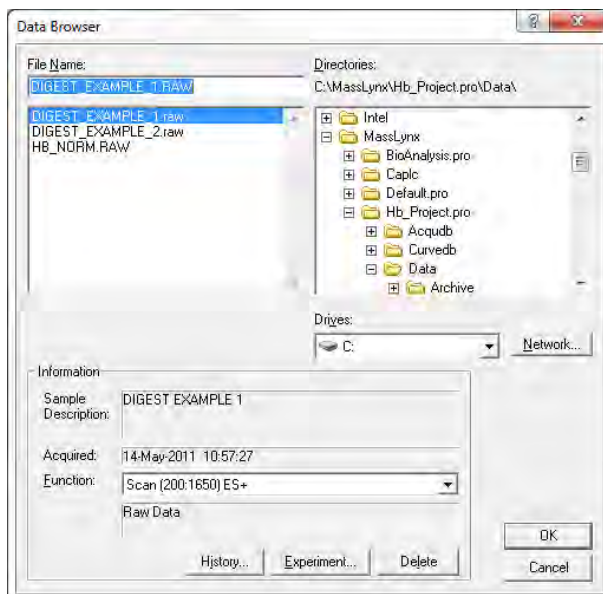 Data Browser
File Name:
DIGEST_EXAMPLE_1.RAW
DIGEST_EXAMPLE_1.raw
DIGEST_EXAMPLE_2.raw
HB_NORM.RAW
Directories:
C:\MassLynx\Hb_Project.pro\Data\
Intel
MassLynx
BioAnalysis.pro
Caplc
Default.pro
Hb_Project.pro
Acqudb
Curvedb
Data
Archive
Drives:
C:
Network...
Information
Sample
Description:
DIGEST EXAMPLE 1
Acquired:
14-May-2011 10:57:27
Function:
Scan (200:1650) ES+
Raw Data
History...
Experiment...
Delete
OK
Cancel